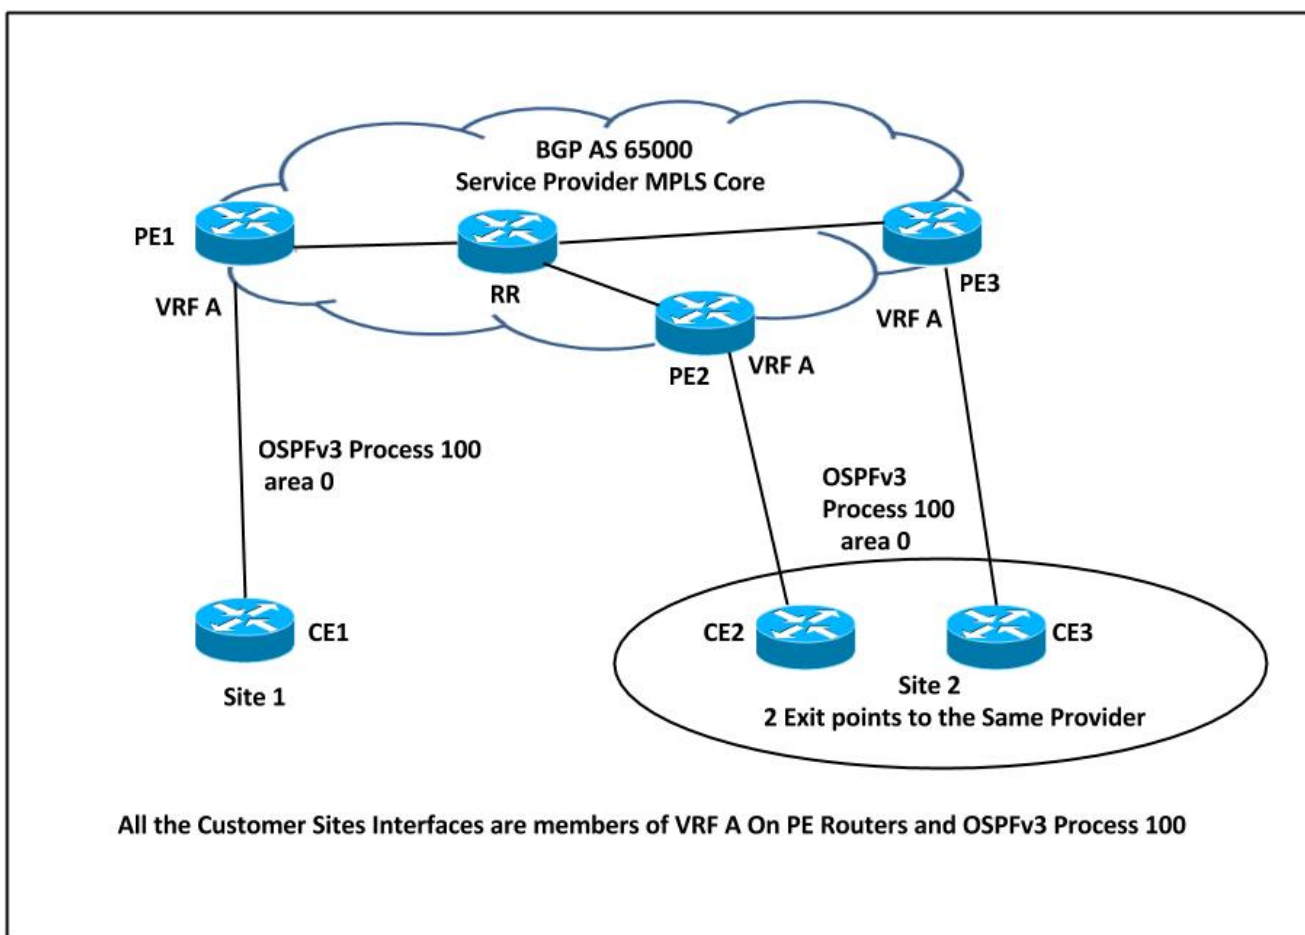 BGP AS 65000
Service Provider MPLS Core
PE1
RR
PE3
VRF A
VRF A
PE2
VRF A
OSPFv3 Process 100
area 0
OSPFv3
Process 100
area 0
CE1
CE2
CE3
Site 1
Site 2
2 Exit points to the Same Provider
All the Customer Sites Interfaces are members of VRF A On PE Routers and OSPFv3 Process 100